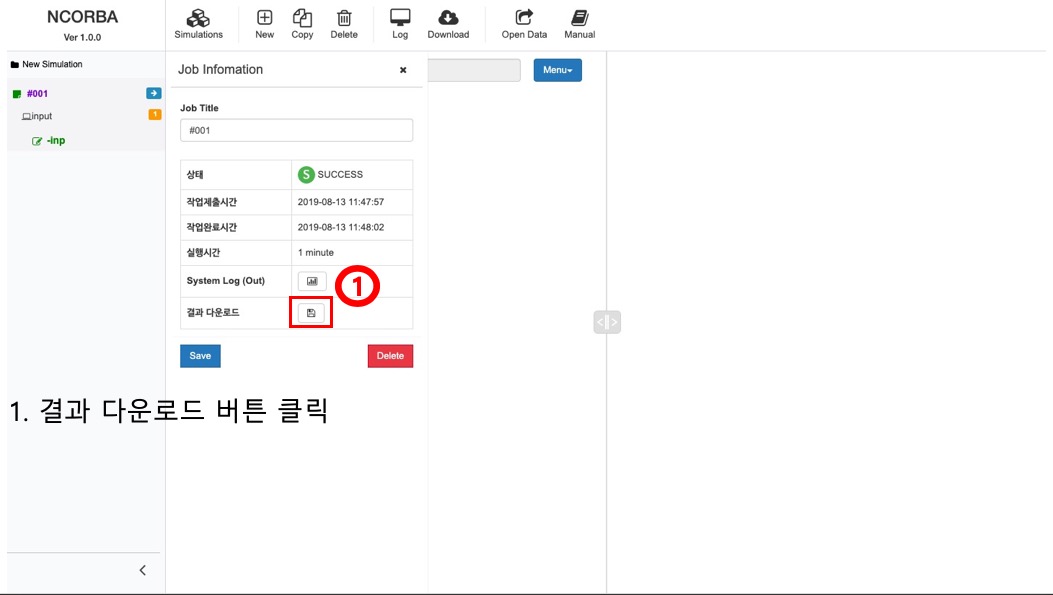 NCORBA
Ver 1.0.0
Simulations
New
Copy
Delete
Log
Download
Open Data
Manual
New Simulation
#001
input
1
-inp
Job Infomation
Menu
Job Title
#001
상태 S SUCCESS
작업제출시간 2019-08-13 11:47:57
작업완료시간 2019-08-13 11:48:02
실행시간 1 minute
System Log (Out)
1
결과 다운로드
Save
Delete
1. 결과 다운로드 버튼 클릭